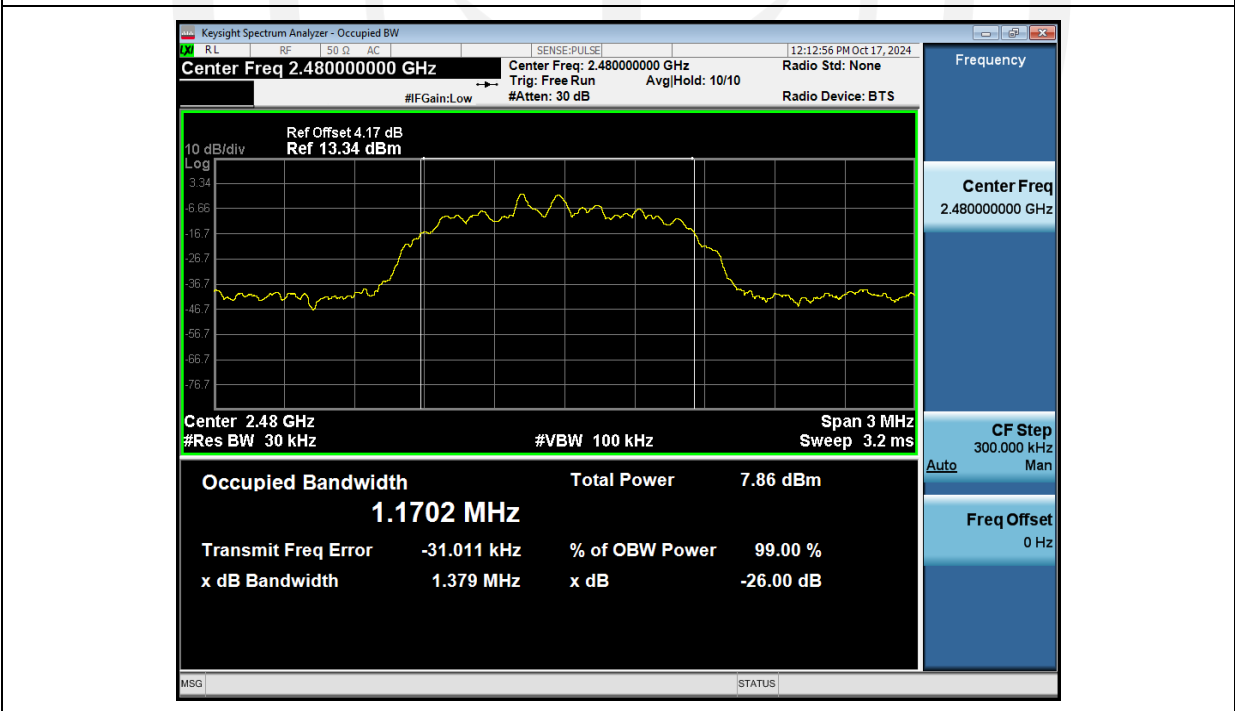 Keysight Spectrum Analyzer - Occupied BW
LXI RL RF 50 Ω AC SENSE:PULSE 12:12:56 PM Oct 17, 2024
Center Freq 2.480000000 GHz Center Freq: 2.480000000 GHz Radio Std: None
Trig: Free Run Avg|Hold: 10/10
#IFGain:Low #Atten: 30 dB Radio Device: BTS
Ref Offset 4.17 dB
10 dB/div Ref 13.34 dBm
Log
3.34
-6.66
-16.7
-26.7
-36.7
-46.7
-56.7
-66.7
-76.7
Center 2.48 GHz Span 3 MHz
#Res BW 30 kHz #VBW 100 kHz Sweep 3.2 ms
Occupied Bandwidth Total Power 7.86 dBm
1.1702 MHz
Transmit Freq Error -31.011 kHz % of OBW Power 99.00 %
x dB Bandwidth 1.379 MHz x dB -26.00 dB
MSG STATUS
Frequency
Center Freq
2.480000000 GHz
CF Step
300.000 kHz
Auto Man
Freq Offset
0 Hz